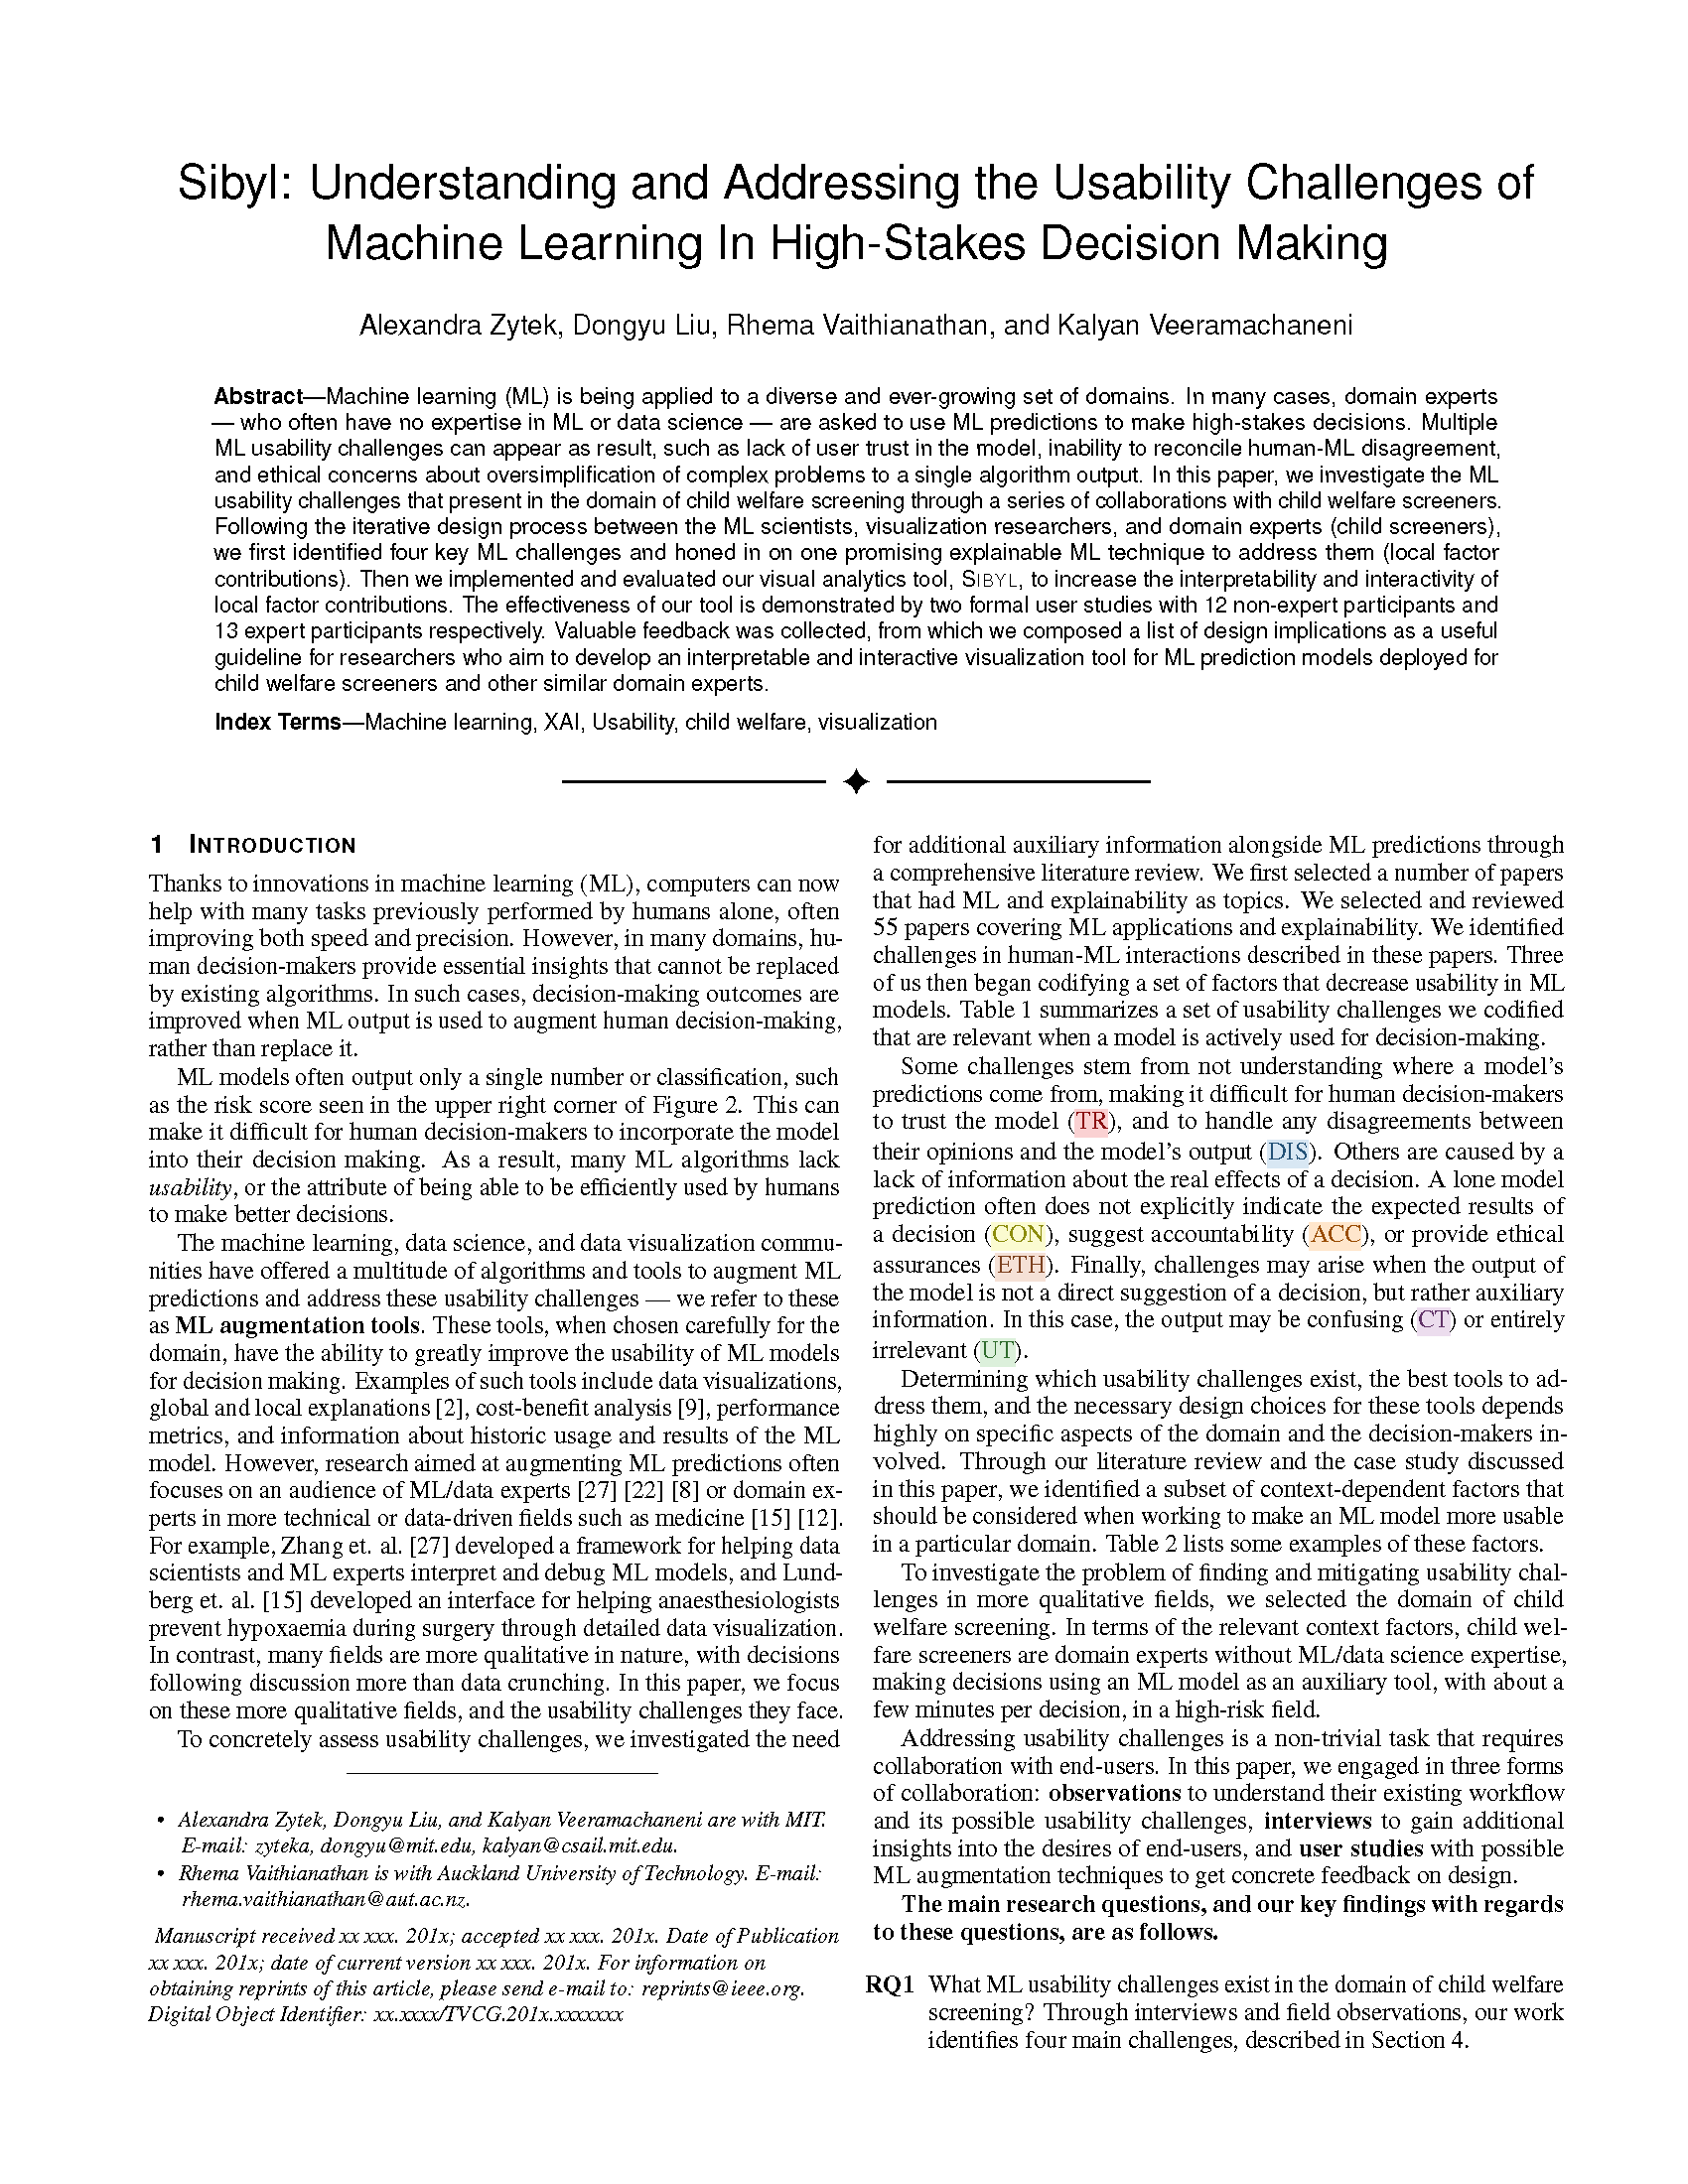 Sibyl: Understanding and Addressing the Usability Challenges of
Machine Learning In High-Stakes Decision Making
Alexandra Zytek, Dongyu Liu, Rhema Vaithianathan, and Kalyan Veeramachaneni
Abstract—Machine learning (ML) is being applied to a diverse and ever-growing set of domains. In many cases, domain experts
— who often have no expertise in ML or data science — are asked to use ML predictions to make high-stakes decisions. Multiple
ML usability challenges can appear as result, such as lack of user trust in the model, inability to reconcile human-ML disagreement,
and ethical concerns about oversimplification of complex problems to a single algorithm output. In this paper, we investigate the ML
usability challenges that present in the domain of child welfare screening through a series of collaborations with child welfare screeners.
Following the iterative design process between the ML scientists, visualization researchers, and domain experts (child screeners),
we first identified four key ML challenges and honed in on one promising explainable ML technique to address them (local factor
contributions). Then we implemented and evaluated our visual analytics tool, SIBYL, to increase the interpretability and interactivity of
local factor contributions. The effectiveness of our tool is demonstrated by two formal user studies with 12 non-expert participants and
13 expert participants respectively. Valuable feedback was collected, from which we composed a list of design implications as a useful
guideline for researchers who aim to develop an interpretable and interactive visualization tool for ML prediction models deployed for
child welfare screeners and other similar domain experts.
Index Terms—Machine learning, XAI, Usability, child welfare, visualization
1 INTRODUCTION
Thanks to innovations in machine learning (ML), computers can now
help with many tasks previously performed by humans alone, often
improving both speed and precision. However, in many domains, hu-
man decision-makers provide essential insights that cannot be replaced
by existing algorithms. In such cases, decision-making outcomes are
improved when ML output is used to augment human decision-making,
rather than replace it.
ML models often output only a single number or classification, such
as the risk score seen in the upper right corner of Figure 2. This can
make it difficult for human decision-makers to incorporate the model
into their decision making. As a result, many ML algorithms lack
usability, or the attribute of being able to be efficiently used by humans
to make better decisions.
The machine learning, data science, and data visualization commu-
nities have offered a multitude of algorithms and tools to augment ML
predictions and address these usability challenges — we refer to these
as ML augmentation tools. These tools, when chosen carefully for the
domain, have the ability to greatly improve the usability of ML models
for decision making. Examples of such tools include data visualizations,
global and local explanations [2], cost-benefit analysis [9], performance
metrics, and information about historic usage and results of the ML
model. However, research aimed at augmenting ML predictions often
focuses on an audience of ML/data experts [27] [22] [8] or domain ex-
perts in more technical or data-driven fields such as medicine [15] [12].
For example, Zhang et. al. [27] developed a framework for helping data
scientists and ML experts interpret and debug ML models, and Lund-
berg et. al. [15] developed an interface for helping anaesthesiologists
prevent hypoxaemia during surgery through detailed data visualization.
In contrast, many fields are more qualitative in nature, with decisions
following discussion more than data crunching. In this paper, we focus
on these more qualitative fields, and the usability challenges they face.
To concretely assess usability challenges, we investigated the need
• Alexandra Zytek, Dongyu Liu, and Kalyan Veeramachaneni are with MIT.
E-mail: zyteka, dongyu@mit.edu, kalyan@csail.mit.edu.
• Rhema Vaithianathan is with Auckland University of Technology. E-mail:
rhema.vaithianathan@aut.ac.nz.
Manuscript received xx xxx. 201x; accepted xx xxx. 201x. Date of Publication
xx xxx. 201x; date of current version xx xxx. 201x. For information on
obtaining reprints of this article, please send e-mail to: reprints@ieee.org.
Digital Object Identifier: xx.xxxx/TVCG.201x.xxxxxxx
for additional auxiliary information alongside ML predictions through
a comprehensive literature review. We first selected a number of papers
that had ML and explainability as topics. We selected and reviewed
55 papers covering ML applications and explainability. We identified
challenges in human-ML interactions described in these papers. Three
of us then began codifying a set of factors that decrease usability in ML
models. Table 1 summarizes a set of usability challenges we codified
that are relevant when a model is actively used for decision-making.
Some challenges stem from not understanding where a model's
predictions come from, making it difficult for human decision-makers
to trust the model (TR), and to handle any disagreements between
their opinions and the model's output (DIS). Others are caused by a
lack of information about the real effects of a decision. A lone model
prediction often does not explicitly indicate the expected results of
a decision (CON), suggest accountability (ACC), or provide ethical
assurances (ETH). Finally, challenges may arise when the output of
the model is not a direct suggestion of a decision, but rather auxiliary
information. In this case, the output may be confusing (CT) or entirely
irrelevant (UT).
Determining which usability challenges exist, the best tools to ad-
dress them, and the necessary design choices for these tools depends
highly on specific aspects of the domain and the decision-makers in-
volved. Through our literature review and the case study discussed
in this paper, we identified a subset of context-dependent factors that
should be considered when working to make an ML model more usable
in a particular domain. Table 2 lists some examples of these factors.
To investigate the problem of finding and mitigating usability chal-
lenges in more qualitative fields, we selected the domain of child
welfare screening. In terms of the relevant context factors, child wel-
fare screeners are domain experts without ML/data science expertise,
making decisions using an ML model as an auxiliary tool, with about a
few minutes per decision, in a high-risk field.
Addressing usability challenges is a non-trivial task that requires
collaboration with end-users. In this paper, we engaged in three forms
of collaboration: observations to understand their existing workflow
and its possible usability challenges, interviews to gain additional
insights into the desires of end-users, and user studies with possible
ML augmentation techniques to get concrete feedback on design.
The main research questions, and our key findings with regards
to these questions, are as follows.
RQ1 What ML usability challenges exist in the domain of child welfare
screening? Through interviews and field observations, our work
identifies four main challenges, described in Section 4.